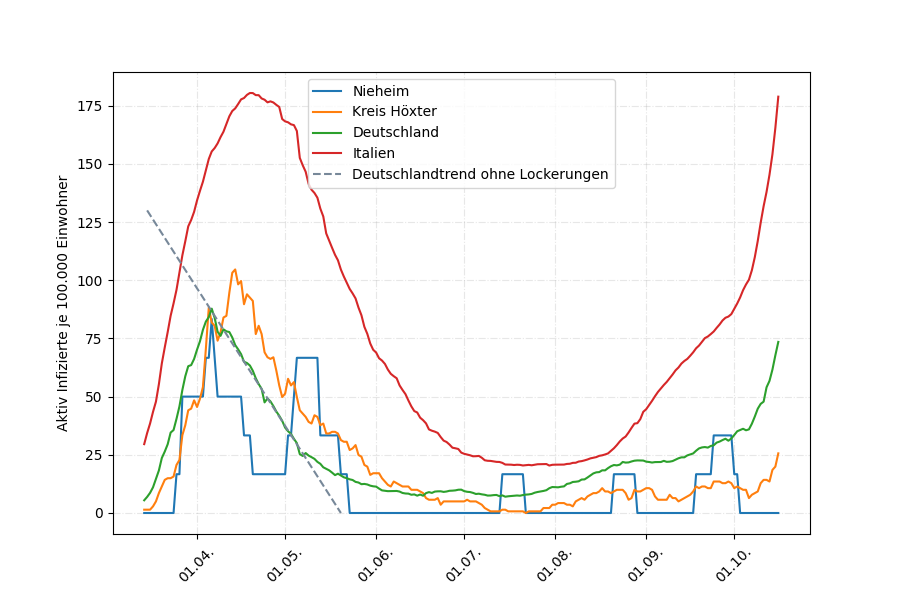 Nieheim
Kreis Höxter
Deutschland
Italien
Deutschlandtrend ohne Lockerungen
Aktiv Infizierte je 100.000 Einwohner
175
150
125
100
75
50
25
0
01.04.
01.05.
01.06.
01.07.
01.08.
01.09.
01.10.